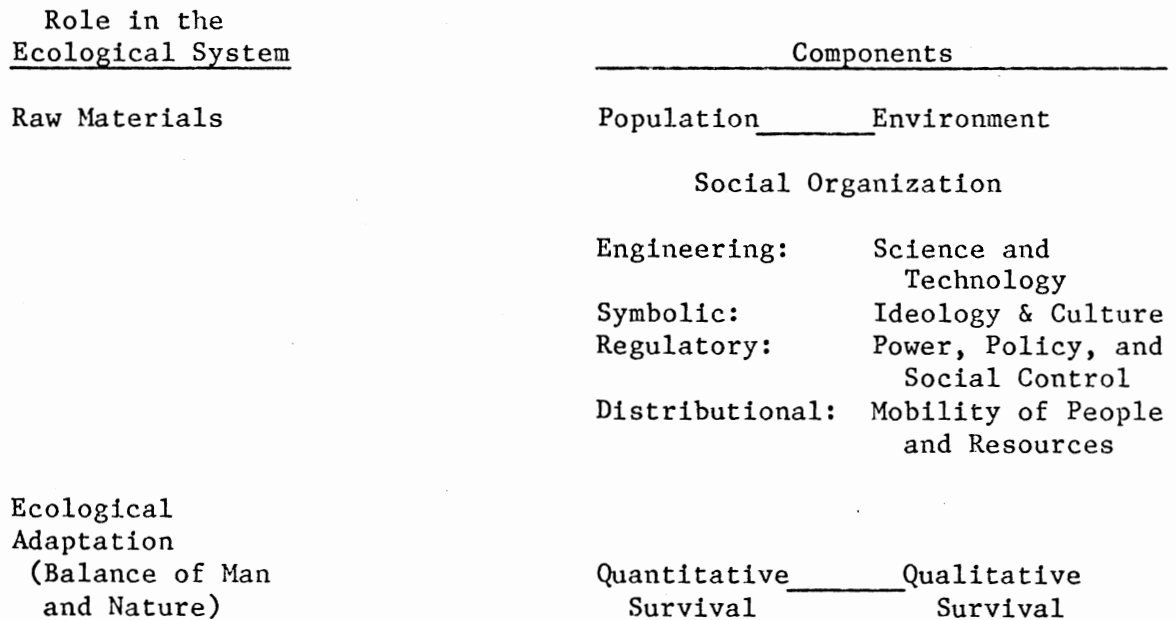 Role in the
Ecological System Components
Raw Materials Population Environment
Social Organization
Engineering: Science and
Technology
Symbolic: Ideology & Culture
Regulatory: Power, Policy, and
Social Control
Distributional: Mobility of People
and Resources
Ecological
Adaptation
(Balance of Man Quantitative Qualitative
and Nature) Survival Survival